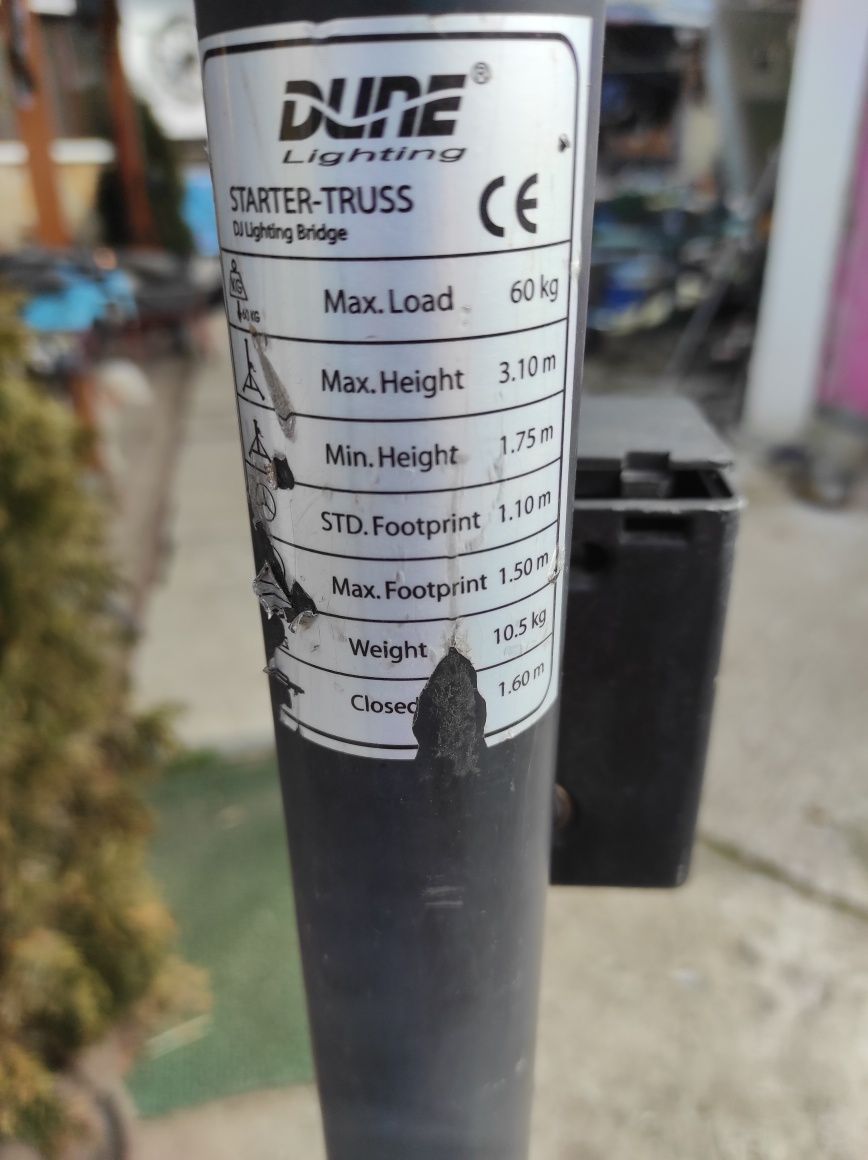 DUNE®
Lighting
STARTER-TRUSS CE
DJ Lighting Bridge
KG
Max. Load 60 kg
Max. Height 3.10 m
Min. Height 1.75 m
STD. Footprint 1.10 m
Max. Footprint 1.50 m
Weight 10.5 kg
Closed 1.60 m